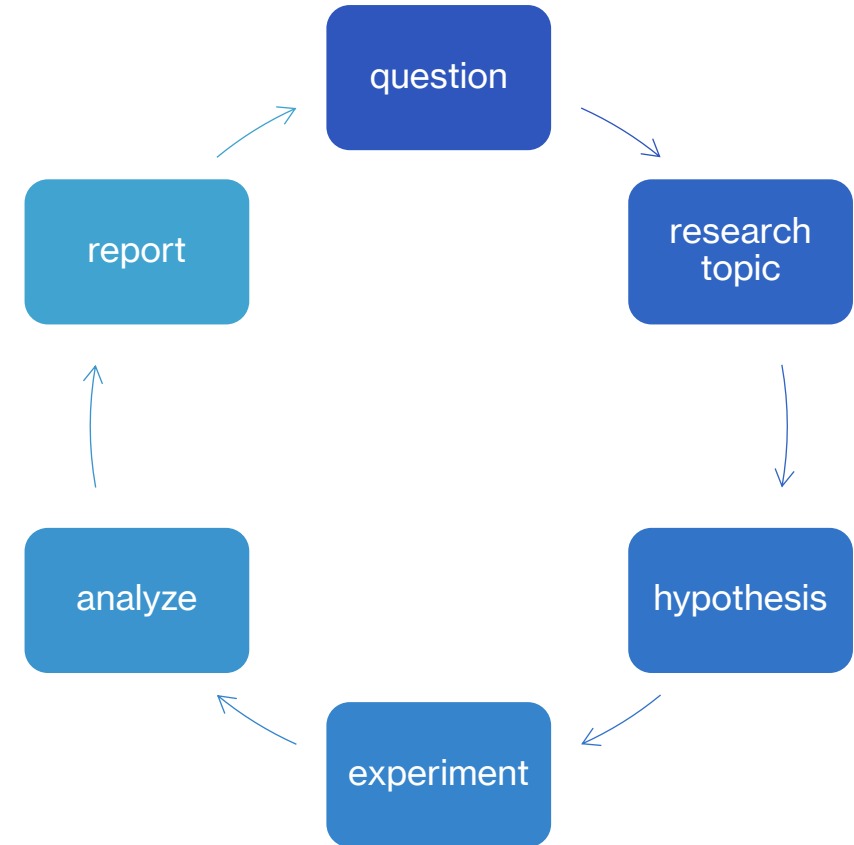 question
research
topic
hypothesis
experiment
analyze
report